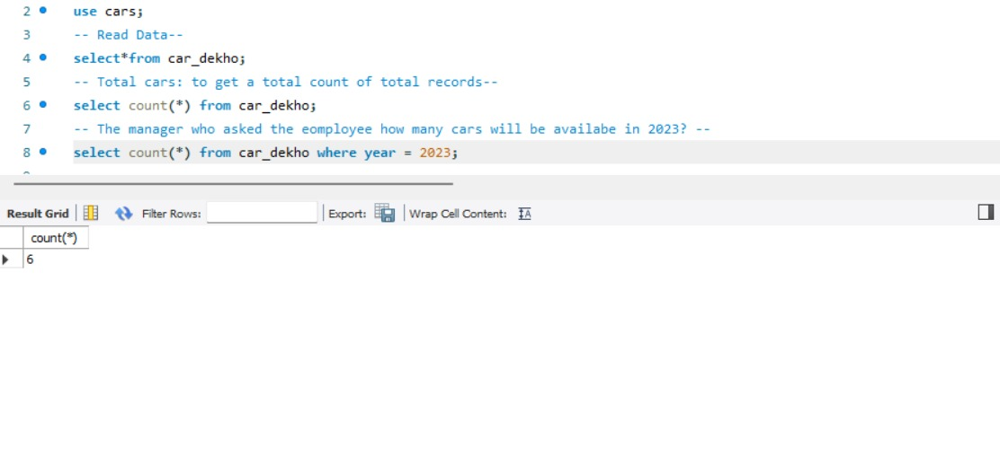 2 use cars;
3 -- Read Data--
4 select*from car_dekho;
5 -- Total cars: to get a total count of total records--
6 select count(*) from car_dekho;
7 -- The manager who asked the eomployee how many cars will be availabe in 2023? --
8 select count(*) from car_dekho where year = 2023;
Result Grid Filter Rows: Export: Wrap Cell Content: IA
count(*)
6